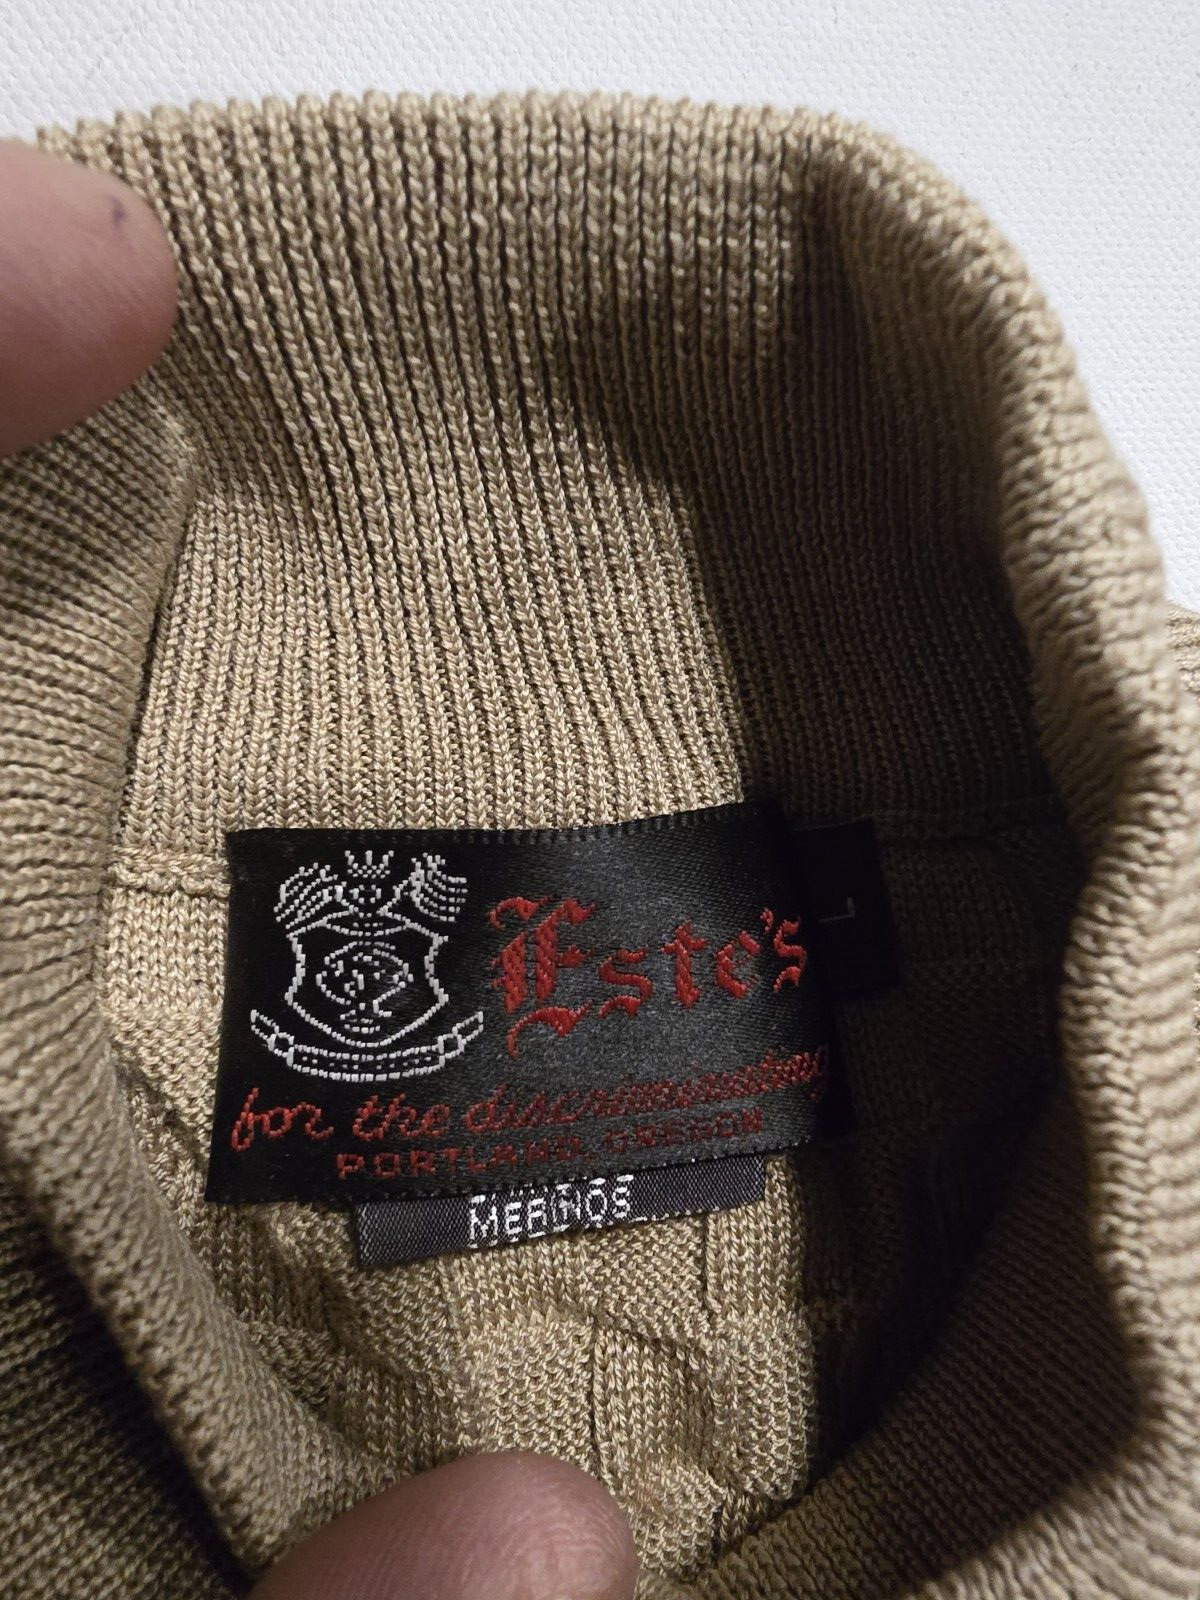 Este's
L
for the discriminating
PORTLAND, OREGON
MERINOS